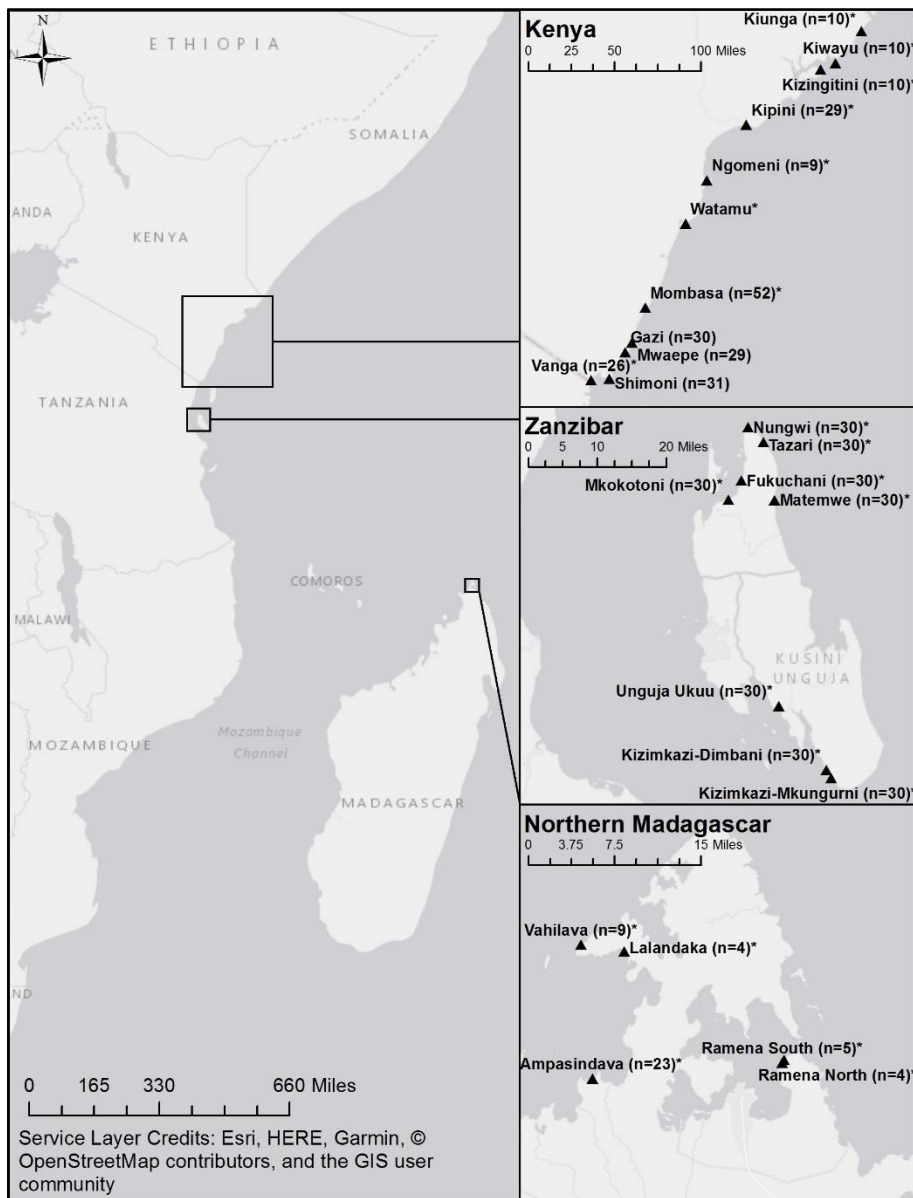 N
ETHIOPIA
SOMALIA
ANDA
KENYA
TANZANIA
COMOROS
MALAWI
MOZAMBIQUE
Mozambique
Channel
MADAGASCAR
ND
0 165 330 660 Miles
Service Layer Credits: Esri, HERE, Garmin, ©
OpenStreetMap contributors, and the GIS user
community
Kenya
0 25 50 100 Miles
Kiunga (n=10)*
Kiwayu (n=10)*
Kizingitini (n=10)*
Kipini (n=29)*
Ngomeni (n=9)*
Watamu*
Mombasa (n=52)*
Gazi (n=30)
Mwaepe (n=29)
Vanga (n=26)*
Shimoni (n=31)
Zanzibar
0 5 10 20 Miles
Nungwi (n=30)*
Tazari (n=30)*
Fukuchani (n=30)*
Mkokotoni (n=30)*
Matemwe (n=30)*
KUSINI
UNGUJA
Unguja Ukuu (n=30)*
Kizimkazi-Dimbani (n=30)*
Kizimkazi-Mkungurni (n=30)*
Northern Madagascar
0 3.75 7.5 15 Miles
Vahilava (n=9)*
Lalandaka (n=4)*
Ramena South (n=5)*
Ampasindava (n=23)*
Ramena North (n=4)*